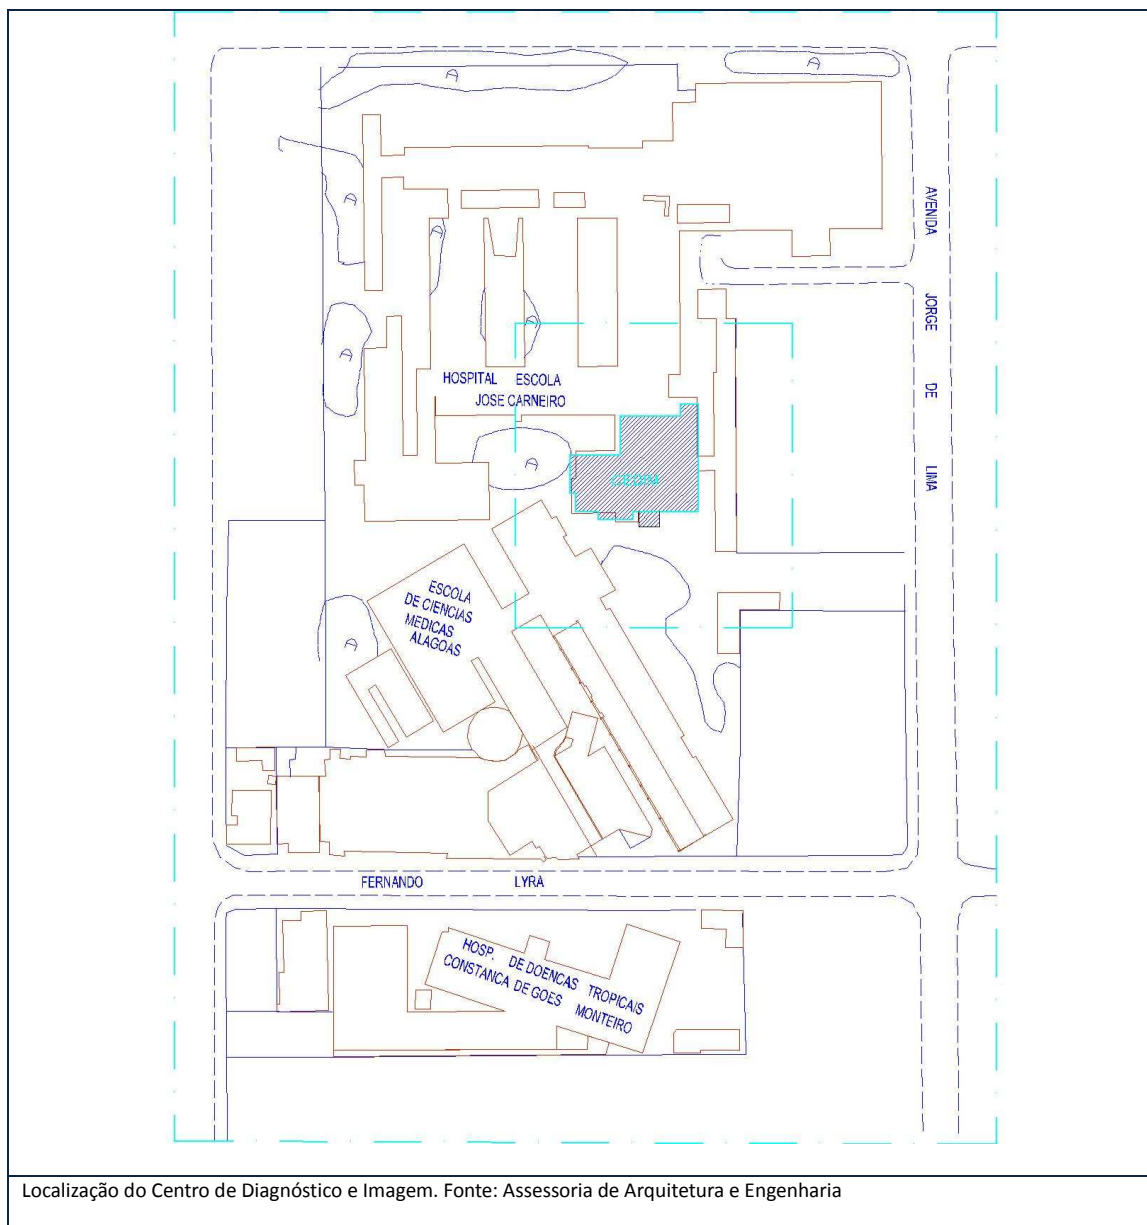 AVENIDA JORGE DE LIMA
HOSPITAL ESCOLA
JOSE CARNEIRO
ESCOLA
DE CIENCIAS
MEDICAS
ALAGOAS
FERNANDO LYRA
HOSP. DE DOENCAS TROPICAIS
CONSTANCA DE GOES MONTEIRO
Localização do Centro de Diagnóstico e Imagem. Fonte: Assessoria de Arquitetura e Engenharia